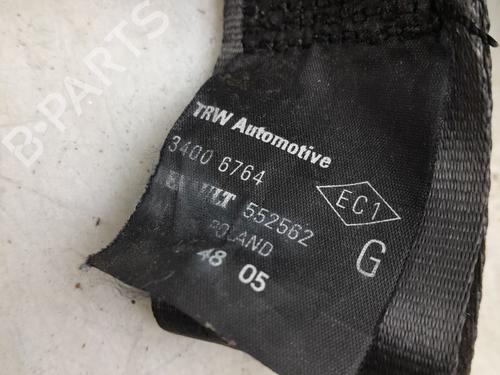 B-PARTS
TRW Automotive
3400 6764
EC1
552562
G
48 05